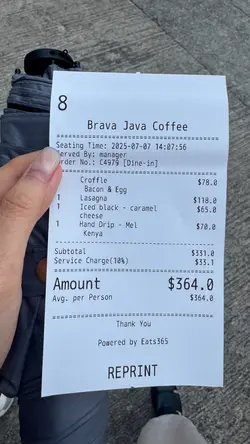 8
Brava Java Coffee
Seating Time: 2025-07-07 14:07:56
Served By: manager
Order No.: C4979 [Dine-in]
Croffle $78.0
Bacon & Egg
1 Lasagna $118.0
1 Iced black - caramel $65.0
cheese
1 Hand Drip - Mel $70.0
Kenya
Subtotal $331.0
Service Charge(10%) $33.1
Amount $364.0
Avg. per Person $364.0
Thank You
Powered by Eats365
REPRINT